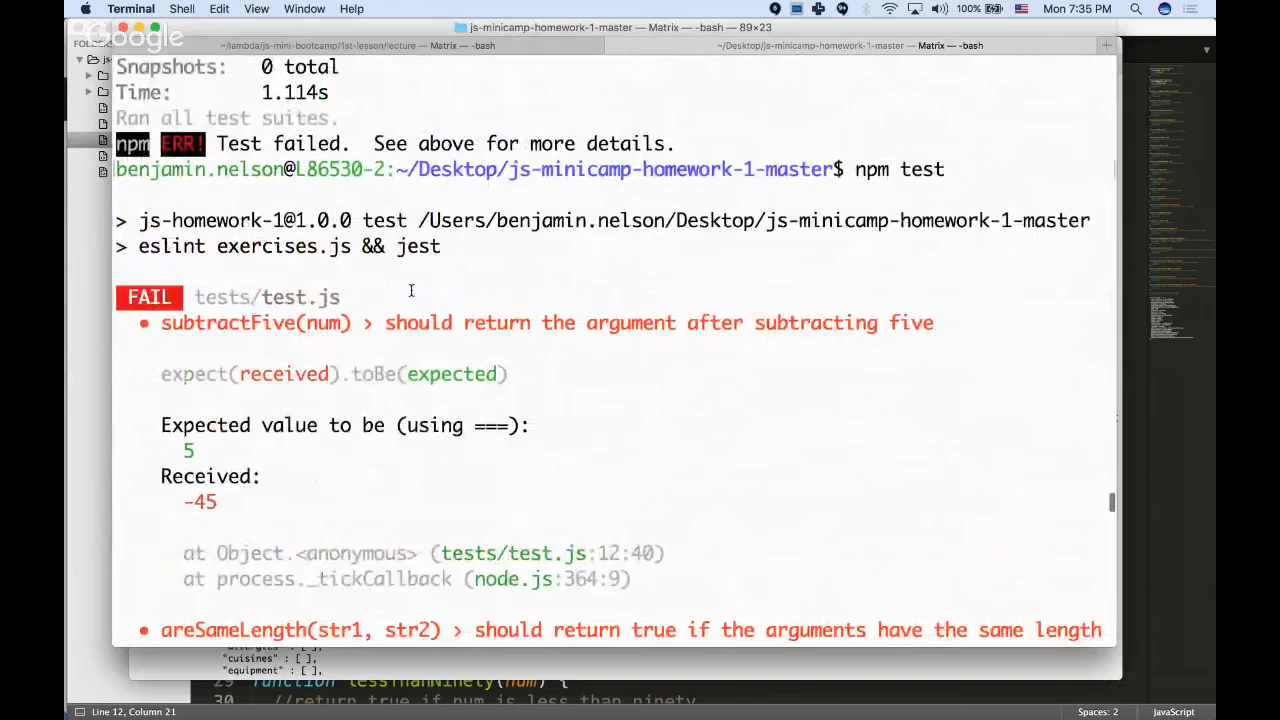 Terminal Shell Edit View Window Help 100% Mon 7:35 PM
js-minicamp-homework-1-master — Matrix — -bash — 89×23
Google
FOLDERS
~/lambda/js-mini-bootcamp/1st-lesson/lecture — Matrix — -bash
~/Desktop/js-minicamp-homework-1-master — Matrix — -bash
+
js-
Snapshots: 0 total
Time: 1.114s
Ran all test suites.
npm ERR! Test failed. See above for more details.
benjamin.nelson@L86530-2:~/Desktop/js-minicamp-homework-1-master$ npm test
> js-homework-1@1.0.0 test /Users/benjamin.nelson/Desktop/js-minicamp-homework-1-master
> eslint exercises.js && jest
FAIL tests/test.js
● subtractFive(num) › should return the argument after subtracting five
expect(received).toBe(expected)
Expected value to be (using ===):
5
Received:
-45
at Object.<anonymous> (tests/test.js:12:40)
at process._tickCallback (node.js:364:9)
● areSameLength(str1, str2) › should return true if the arguments have the same length
"cuisines" : [ ],
"equipment" : [ ],
29 function lessThanNinety(num) {
30 //return true if num is less than ninety
Line 12, Column 21
Spaces: 2
JavaScript